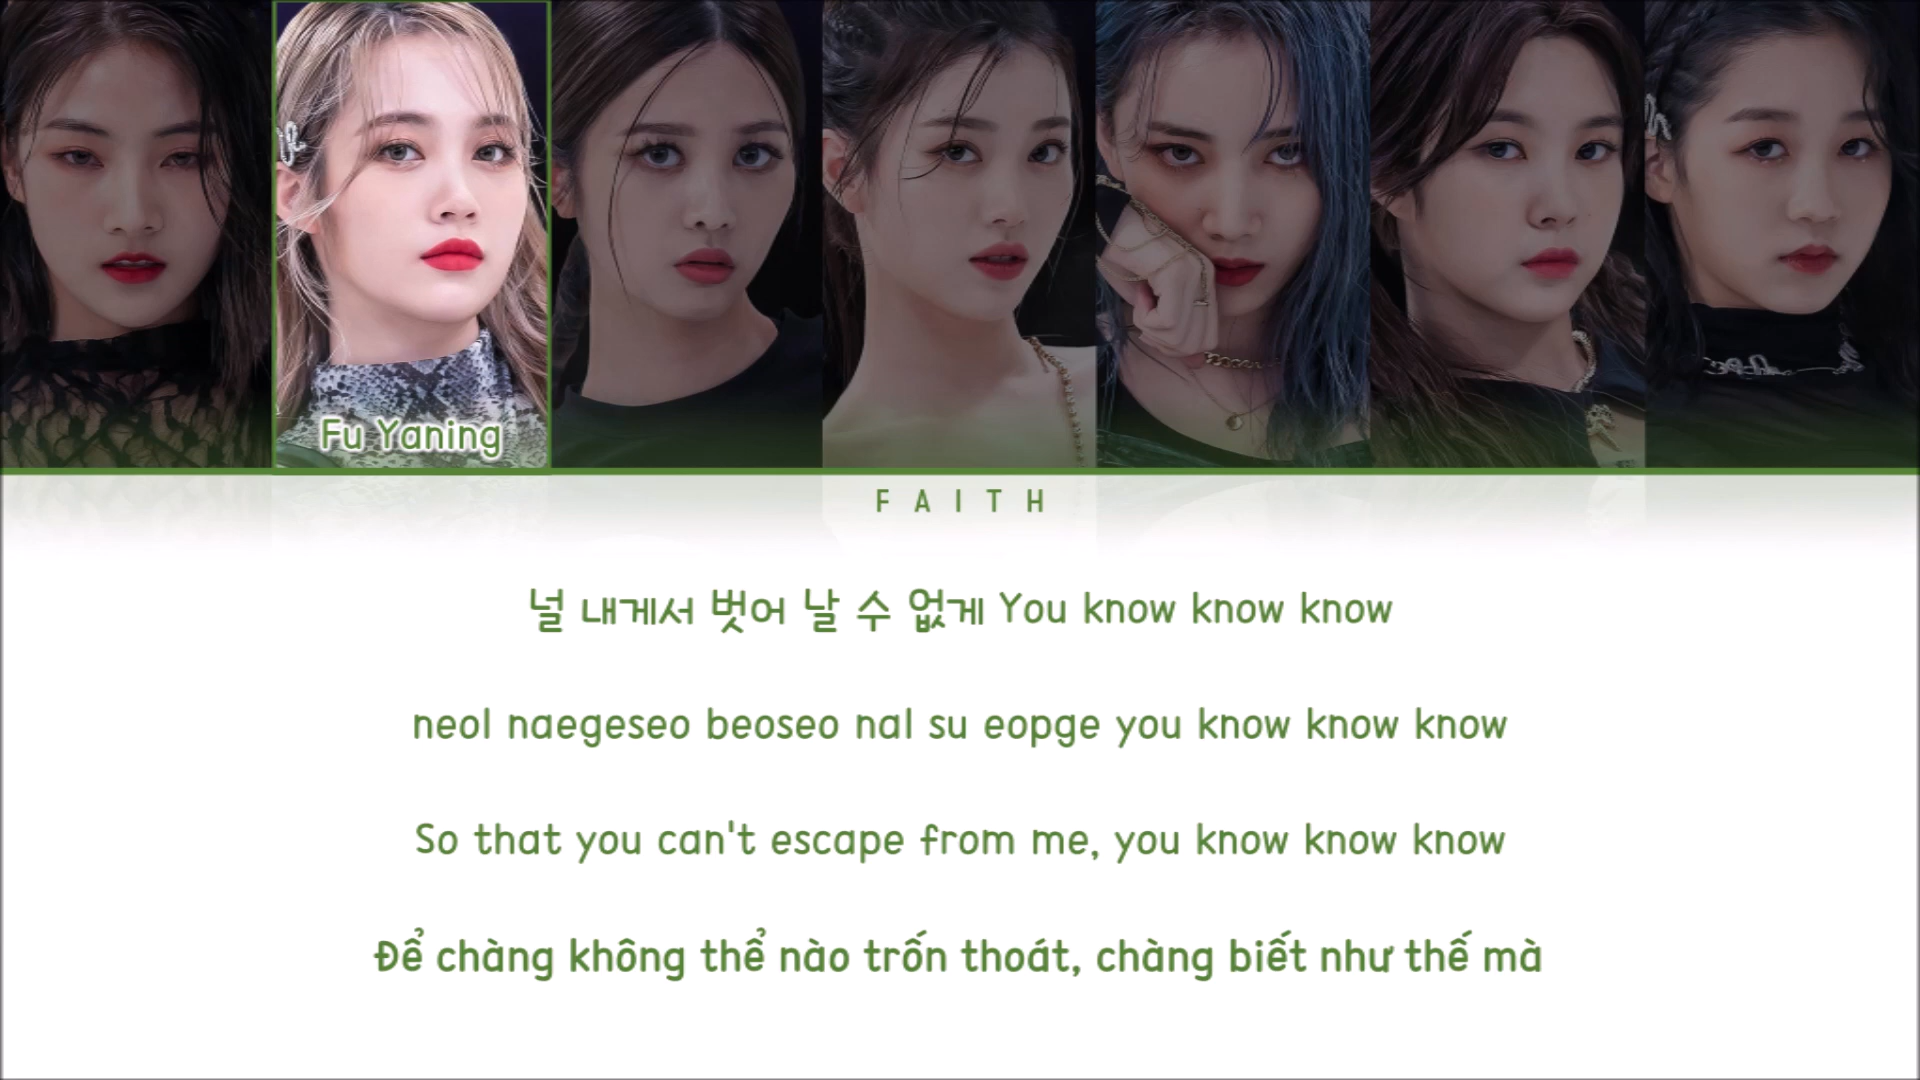 Fu Yaning
FAITH
널 내게서 벗어 날 수 없게 You know know know
neol naegeseo beoseo nal su eopge you know know know
So that you can't escape from me, you know know know
Để chàng không thể nào trốn thoát, chàng biết như thế mà